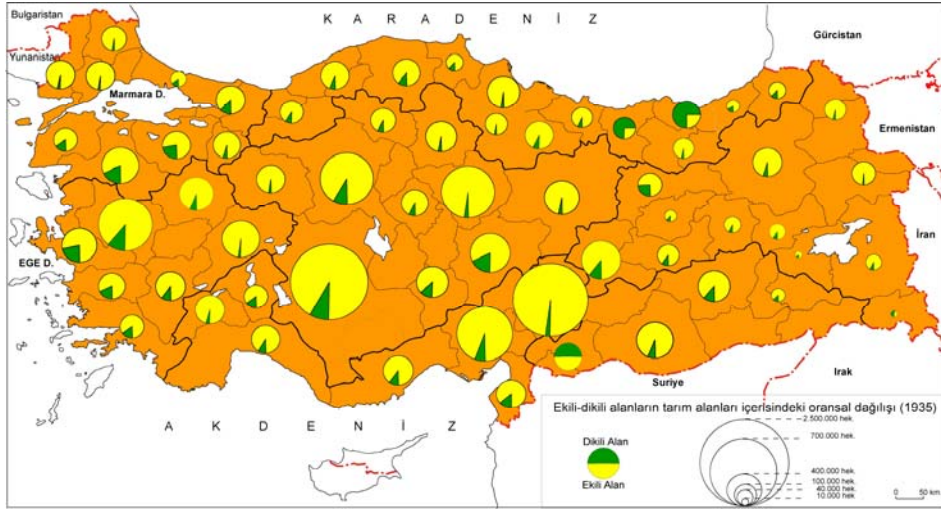 K A R A D E N İ Z
Bulgaristan
Gürcistan
Yunanistan
Marmara D.
Ermenistan
İran
EGE D.
Suriye
Irak
A K D E N İ Z
Ekili-dikili alanların tarım alanları içerisindeki oransal dağılışı (1935)
2.500.000 hek.
700.000 hek.
Dikili Alan
Ekili Alan
400.000 hek.
100.000 hek.
40.000 hek.
10.000 hek.
0 50 km.